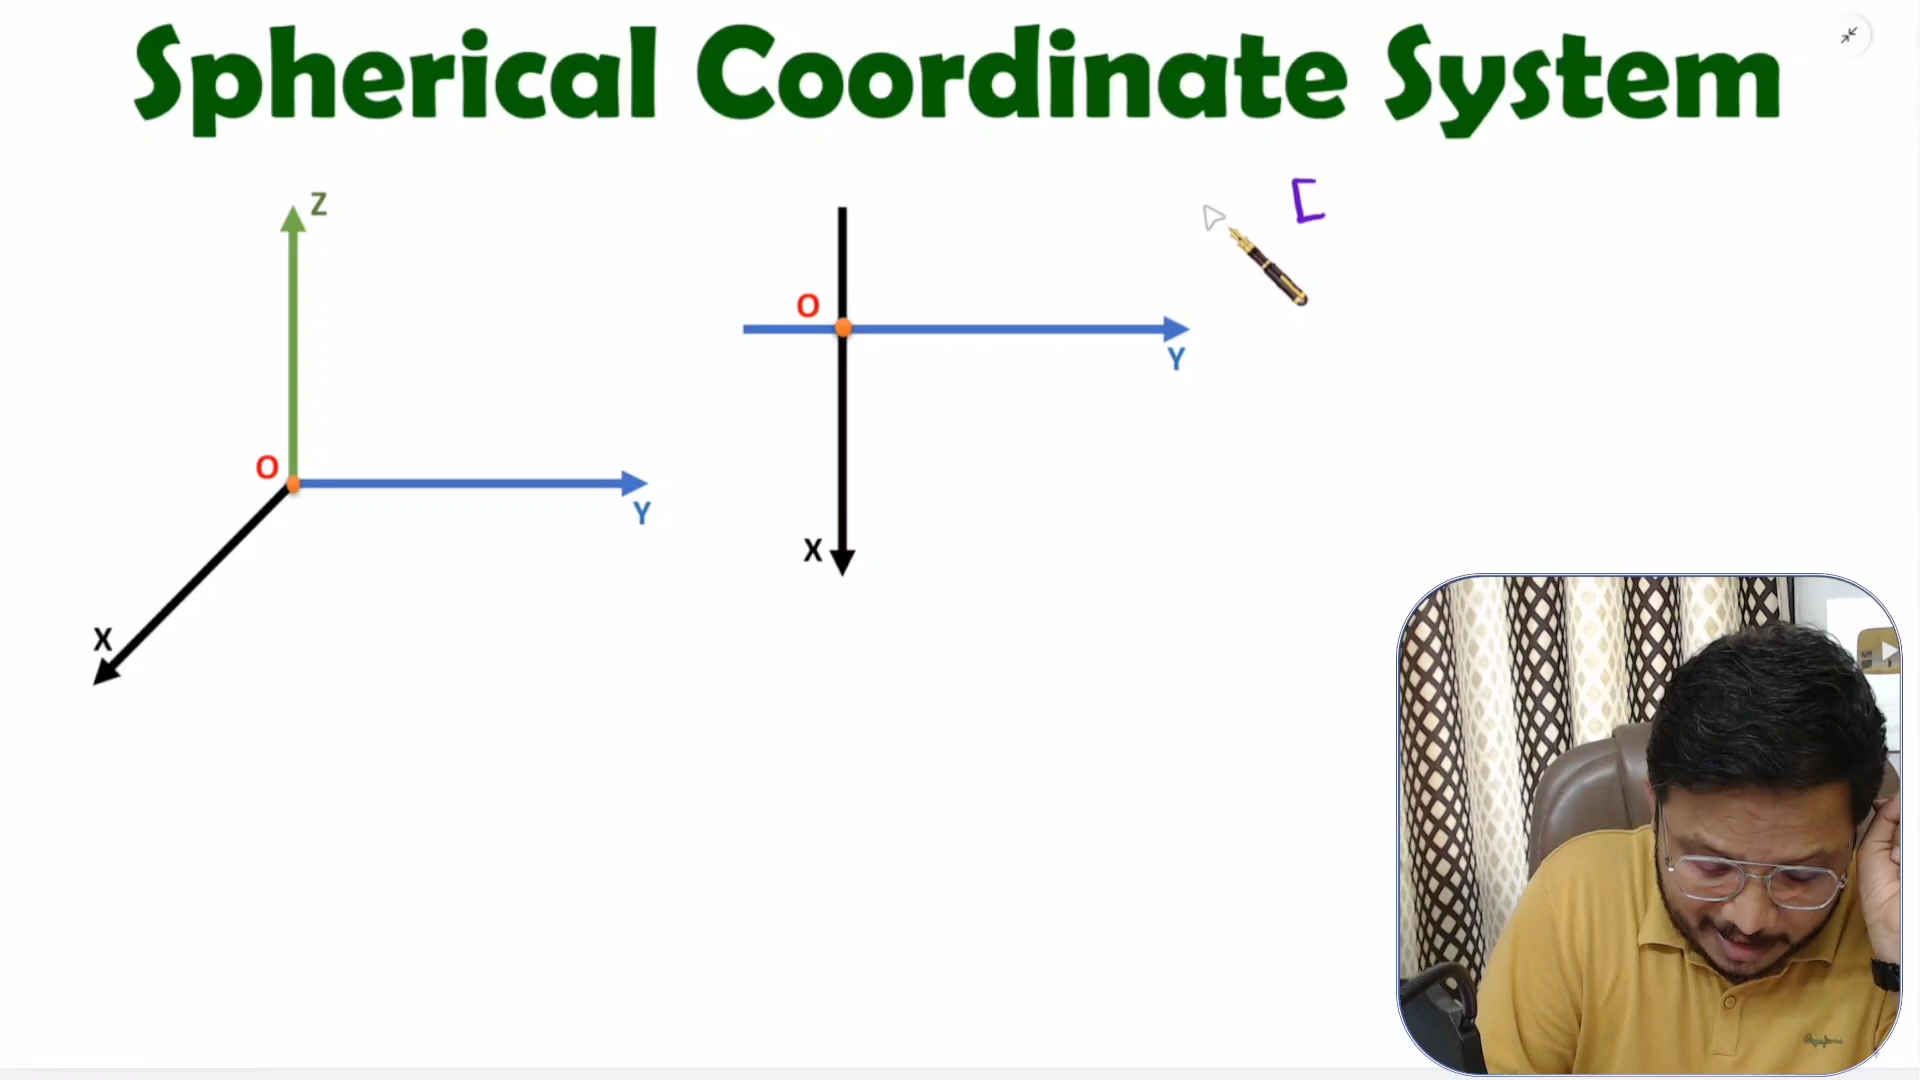 Spherical Coordinate System
Z
O
Y
X
O
Y
X
[